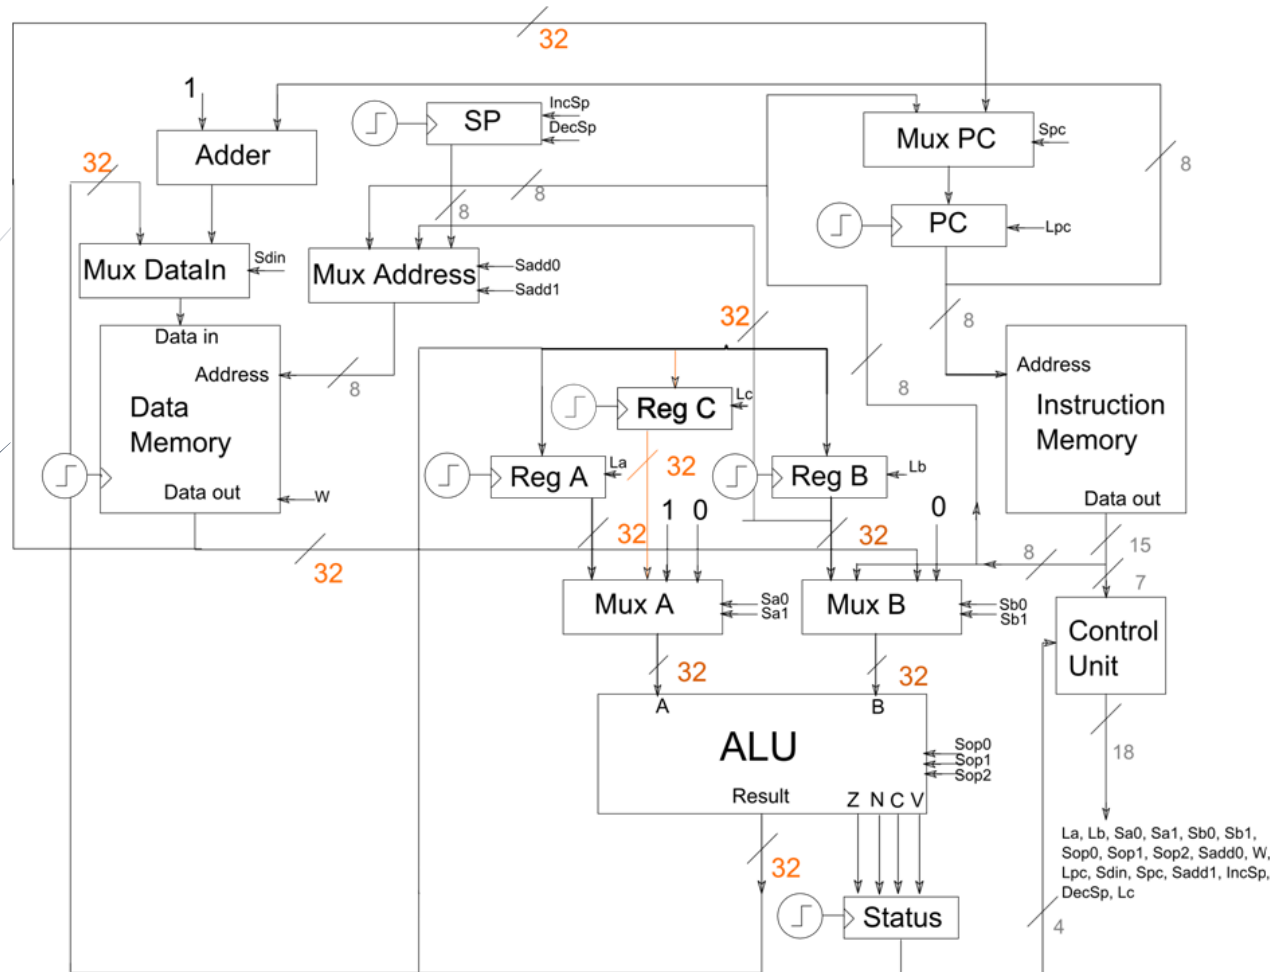 32
1
IncSp
SP
DecSp
Mux PC
Spc
Adder
32
8
8
8
PC
Lpc
Mux DataIn
Sdin
Mux Address
Sadd0
Sadd1
32
8
Data in
Address
8
8
Address
Data
Memory
Reg C
Lc
Instruction
Memory
32
La
Lb
Reg A
Reg B
Data out
W
Data out
1
0
0
32
32
15
32
8
7
Mux A
Sa0
Sa1
Mux B
Sb0
Sb1
Control
Unit
32
32
A
B
ALU
Sop0
Sop1
Sop2
18
Result
Z N C V
La, Lb, Sa0, Sa1, Sb0, Sb1,
Sop0, Sop1, Sop2, Sadd0, W,
Lpc, Sdin, Spc, Sadd1, IncSp,
DecSp, Lc
32
Status
4